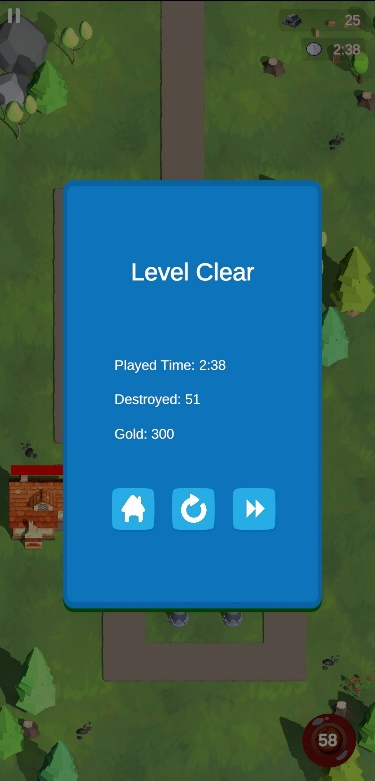 25
2:38
Level Clear
Played Time: 2:38
Destroyed: 51
Gold: 300
58